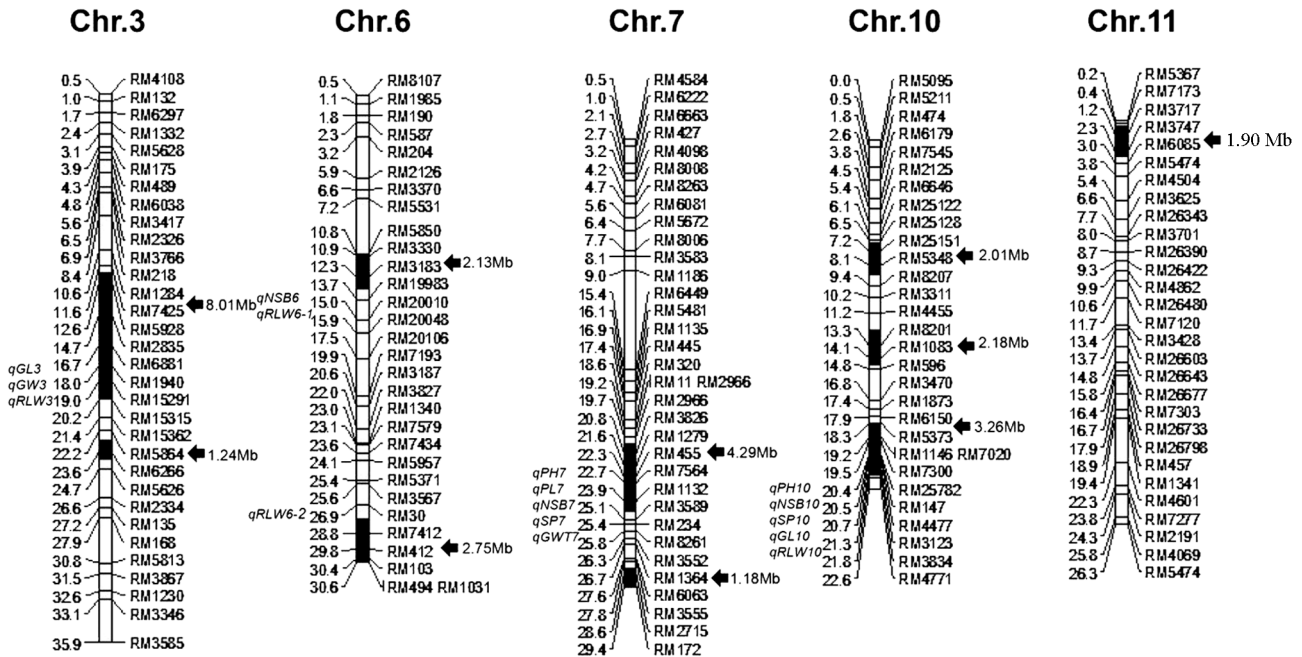 Chr.3
0.5 RM4108
1.0 RM132
1.7 RM6297
2.4 RM1332
3.1 RM5628
3.9 RM175
4.3 RM489
4.8 RM6038
5.6 RM3417
6.5 RM2326
6.9 RM3766
8.4 RM218
10.6 RM1284
8.01Mb
11.6 RM7425
12.6 RM5928
14.7 RM2835
16.7 RM6881
qGL3
qGW3 18.0 RM1940
qRLW3 19.0 RM15291
20.2 RM15315
21.4 RM15362
22.2 RM5864 1.24Mb
23.6 RM6266
24.7 RM5626
26.6 RM2334
27.2 RM135
27.9 RM168
30.8 RM5813
31.5 RM3867
32.6 RM1230
33.1 RM3346
35.9 RM3585
Chr.6
0.5 RM8107
1.1 RM1985
1.8 RM190
2.3 RM587
3.2 RM204
5.9 RM2126
6.6 RM3370
7.2 RM5531
10.8 RM5850
10.9 RM3330
12.3 RM3183 2.13Mb
13.7 RM19983
qNSB6 15.0 RM20010
qRLW6-1
15.9 RM20048
17.5 RM20106
19.9 RM7193
20.6 RM3187
22.0 RM3827
23.0 RM1340
23.1 RM7579
23.6 RM7434
24.1 RM5957
25.4 RM5371
25.6 RM3567
qRLW6-2 26.9 RM30
28.8 RM7412
29.8 RM412 2.75Mb
30.4 RM103
30.6 RM494 RM1031
Chr.7
0.5 RM4584
1.0 RM6222
2.1 RM6663
2.7 RM427
3.2 RM4098
4.2 RM8008
4.7 RM8263
5.6 RM6081
6.4 RM5672
7.7 RM8006
8.1 RM3583
9.0 RM1186
15.4 RM6449
16.1 RM5481
16.9 RM1135
17.4 RM445
18.6 RM320
19.2 RM11 RM2966
19.7 RM2966
20.8 RM3826
21.6 RM1279
22.3 RM455 4.29Mb
qPH7 22.7 RM7564
qPL7 23.9 RM1132
qNSB7 25.1 RM3589
qSP7 25.4 RM234
qGWT7 25.8 RM8261
26.3 RM3552
26.7 RM1364 1.18Mb
27.6 RM6063
27.8 RM3555
28.6 RM2715
29.4 RM172
Chr.10
0.0 RM5095
0.5 RM5211
1.8 RM474
2.6 RM6179
3.8 RM7545
4.5 RM2125
5.4 RM6646
6.1 RM25122
6.5 RM25128
7.2 RM25151
8.1 RM5348 2.01Mb
9.4 RM8207
10.2 RM3311
11.2 RM4455
13.3 RM8201
14.1 RM1083 2.18Mb
14.8 RM596
16.8 RM3470
17.4 RM1873
17.9 RM6150
3.26Mb
18.3 RM5373
19.2 RM1146 RM7020
19.5 RM7300
qPH10 20.4 RM25782
qNSB10 20.5 RM147
qSP10 20.7 RM4477
qGL10 21.3 RM3123
qRLW10 21.8 RM3834
22.6 RM4771
Chr.11
0.2 RM5367
0.4 RM7173
1.2 RM3717
2.3 RM3747
1.90 Mb
3.0 RM6085
3.8 RM5474
5.4 RM4504
6.6 RM3625
7.7 RM26343
8.0 RM3701
8.7 RM26390
9.3 RM26422
9.9 RM4862
10.6 RM26480
11.7 RM7120
13.4 RM3428
13.7 RM26603
14.8 RM26643
15.8 RM26677
16.4 RM7303
16.7 RM26733
17.9 RM26798
18.9 RM457
19.4 RM1341
22.3 RM4601
23.8 RM7277
24.3 RM2191
25.8 RM4069
26.3 RM5474